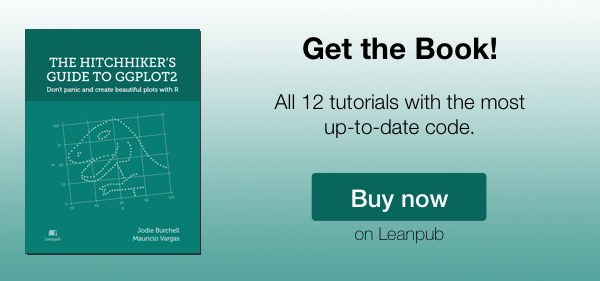 THE HITCHHIKER'S
GUIDE TO GGPLOT2
Don't panic and create beautiful plots with R
Leanpub
Jodie Burchell
Mauricio Vargas
Get the Book!
All 12 tutorials with the most
up-to-date code.
Buy now
on Leanpub